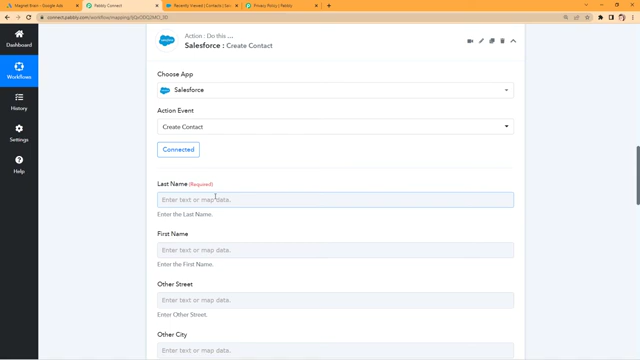 Magnet Brain - Google Ads
Pabbly Connect
Recently Viewed | Contacts | Sal
Privacy Policy | Pabbly
connect.pabbly.com/workflow/mapping/
Dashboard
Workflows
History
Settings
Help
Action : Do this ...
Salesforce : Create Contact
Choose App
Salesforce
Action Event
Create Contact
Connected
Last Name (Required)
Enter text or map data.
Enter the Last Name.
First Name
Enter text or map data.
Enter the First Name.
Other Street
Enter text or map data.
Enter Other Street.
Other City
Enter text or map data.